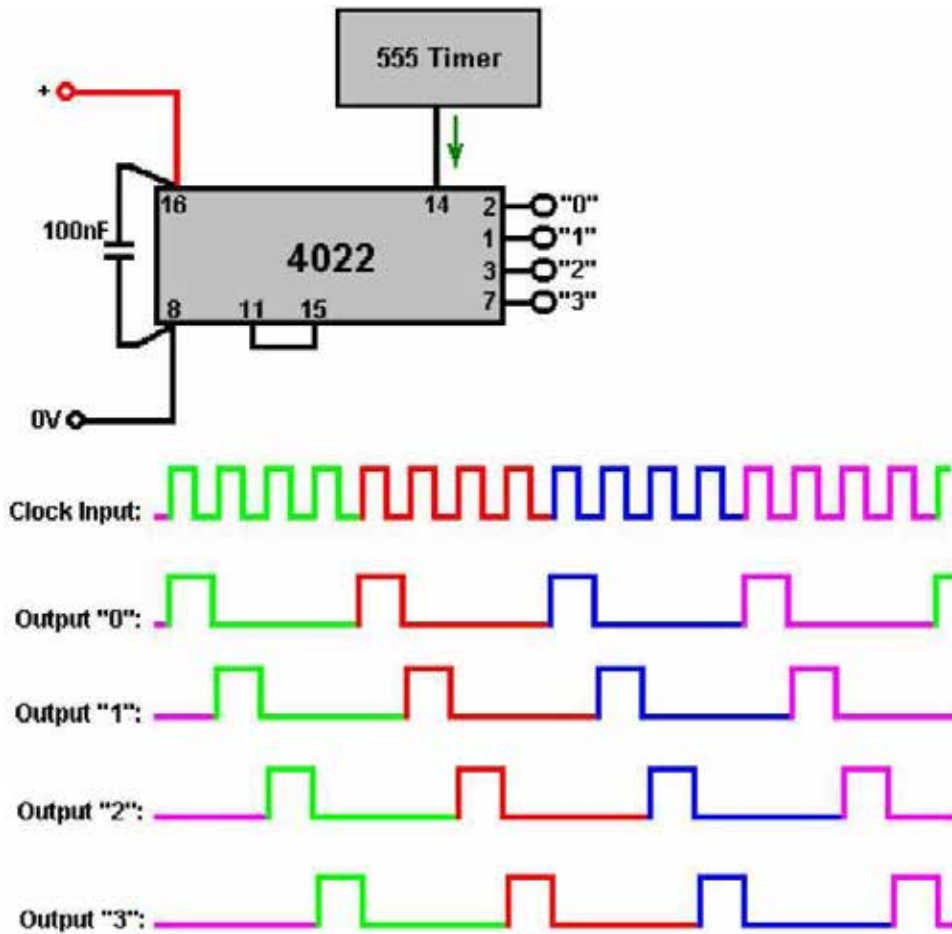 555 Timer
+
16
14
2
"0"
100nF
4022
1
"1"
3
"2"
8
11
15
7
"3"
0V
Clock Input:
Output "0":
Output "1":
Output "2":
Output "3":